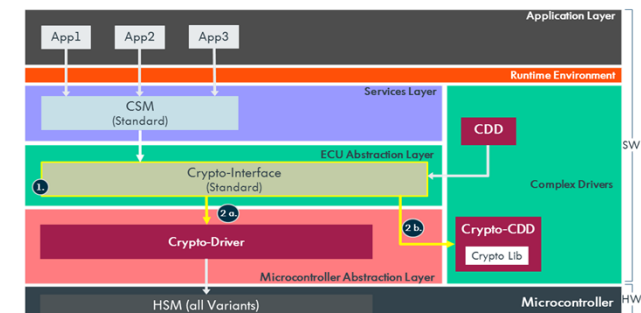 Application Layer
App1
App2
App3
Runtime Environment
Services Layer
CSM
(Standard)
CDD
SW
ECU Abstraction Layer
Crypto-Interface
(Standard)
1.
Complex Drivers
2 a.
2 b.
Crypto-Driver
Crypto-CDD
Crypto Lib
Microcontroller Abstraction Layer
HSM (all Variants)
Microcontroller
HW